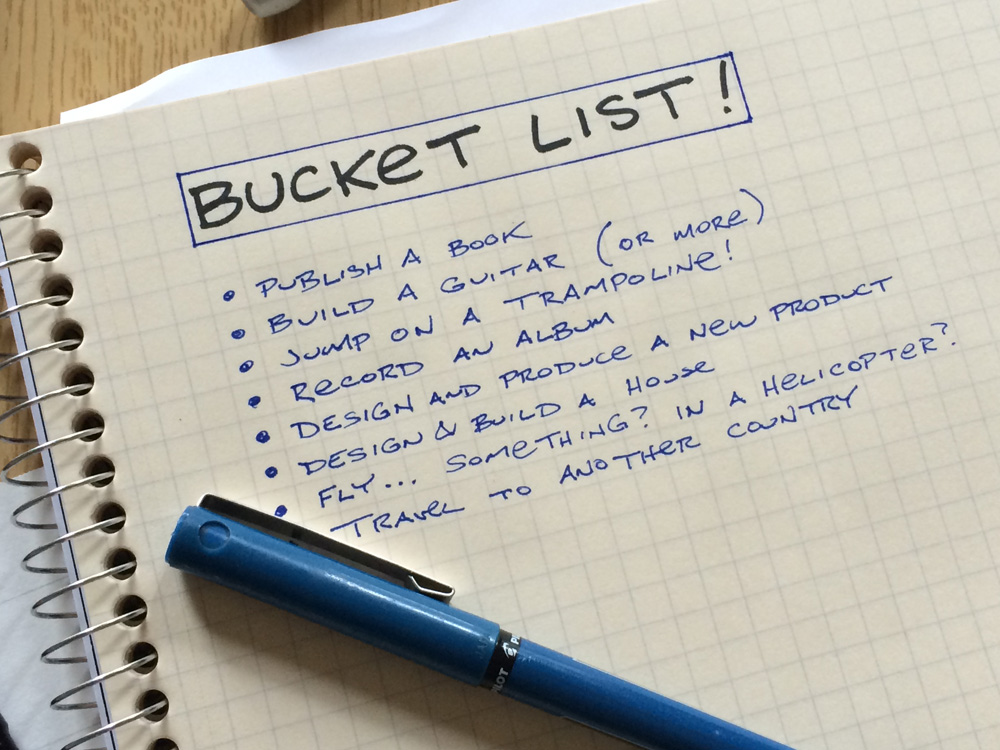 BUCKET LIST!
• PUBLISH A BOOK
• BUILD A GUITAR (OR MORE)
• JUMP ON A TRAMPOLINE!
• RECORD AN ALBUM
• DESIGN AND PRODUCE A NEW PRODUCT
• DESIGN & BUILD A HOUSE
• FLY... SOMETHING? IN A HELICOPTER?
TRAVEL TO ANOTHER COUNTRY
PILOT